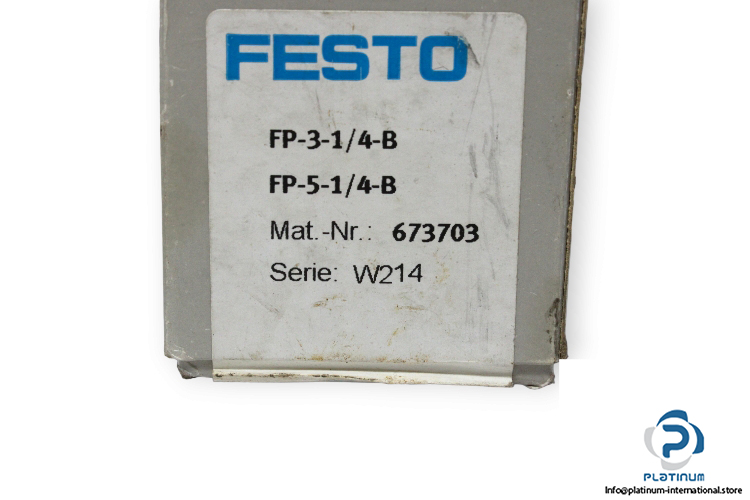 FESTO
FP-3-1/4-B
FP-5-1/4-B
Mat.-Nr.: 673703
Serie: W214
PLATINUM
Info@platinum-international.store